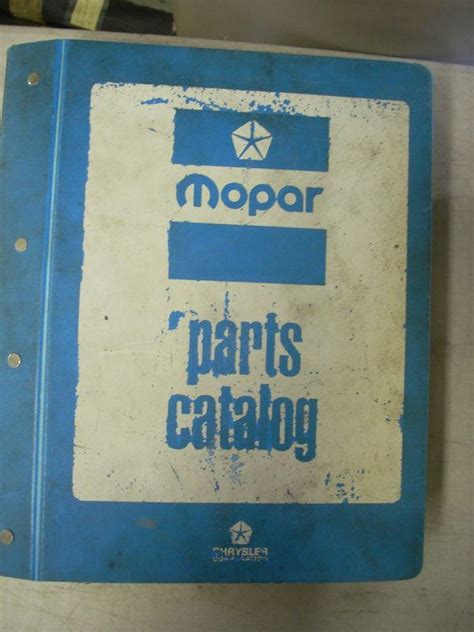 mopar
parts
catalog
CHRYSLER
CORPORATION